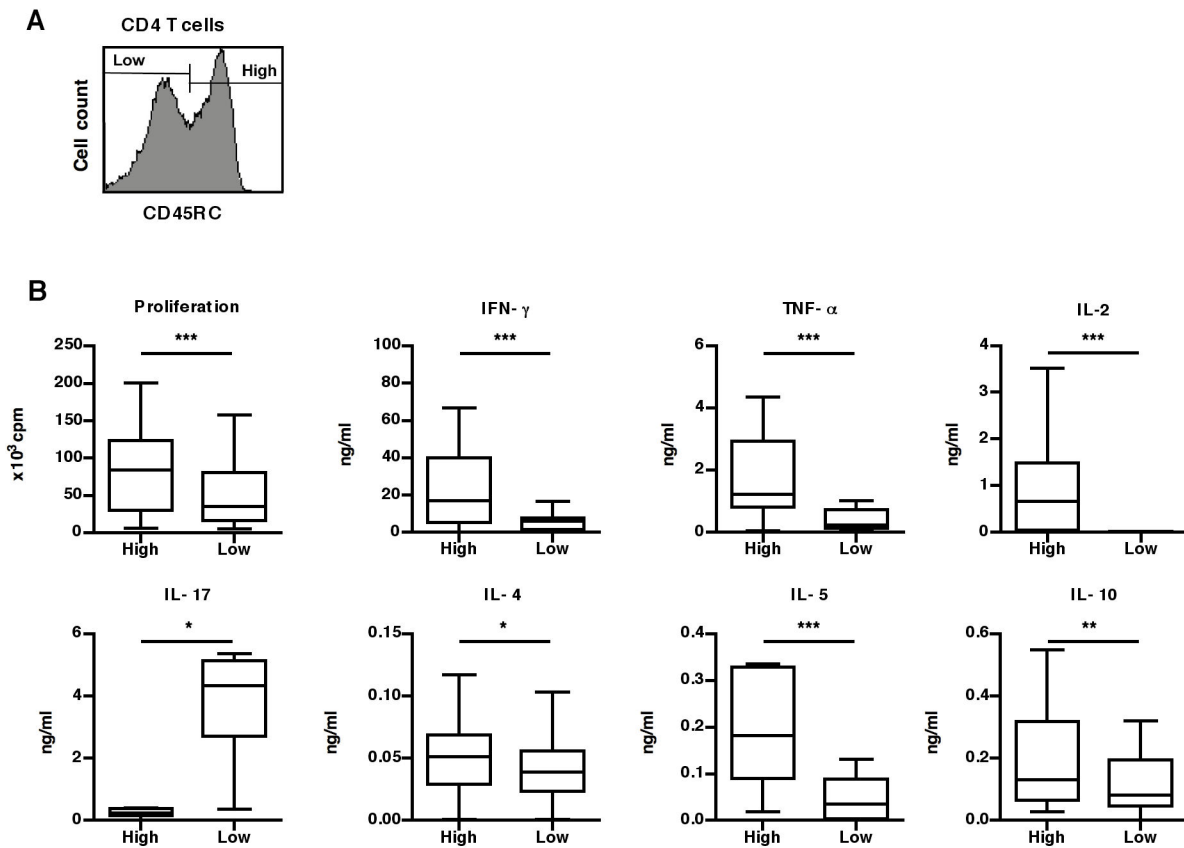 A
CD4 T cells
Low
High
Cell count
CD45RC
B
Proliferation
***
250
200
150
100
50
0
x10³ cpm
High
Low
IFN- γ
***
100
80
60
40
20
0
ng/ml
High
Low
TNF- α
***
6
4
2
0
ng/ml
High
Low
IL-2
***
4
3
2
1
0
ng/ml
High
Low
IL- 17
*
6
4
2
0
ng/ml
High
Low
IL- 4
*
0.15
0.10
0.05
0.00
ng/ml
High
Low
IL- 5
***
0.4
0.3
0.2
0.1
0.0
ng/ml
High
Low
IL- 10
**
0.6
0.4
0.2
0.0
ng/ml
High
Low